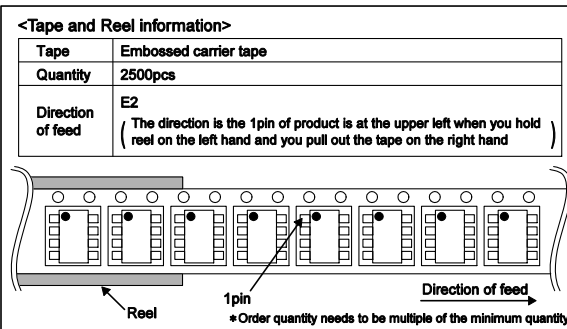 <Tape and Reel information>
Tape Embossed carrier tape
Quantity 2500pcs
Direction of feed E2
( The direction is the 1pin of product is at the upper left when you hold
reel on the left hand and you pull out the tape on the right hand )
Direction of feed
1pin
Reel
*Order quantity needs to be multiple of the minimum quantity